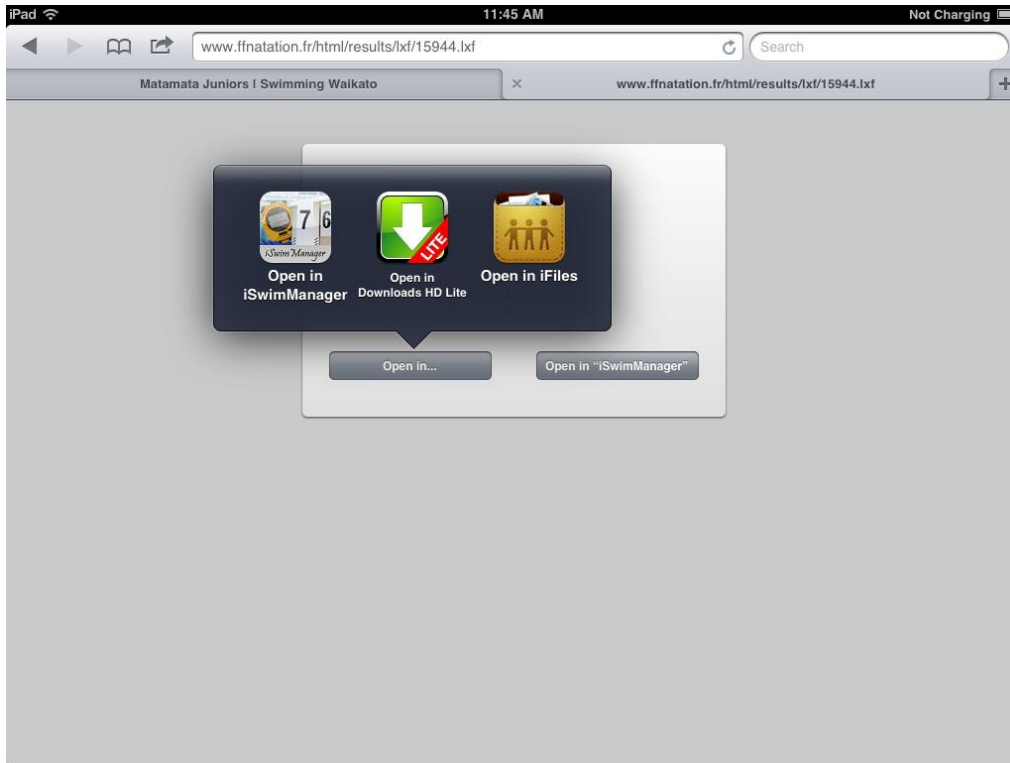 iPad 11:45 AM Not Charging
www.ffnatation.fr/html/results/lxf/15944.lxf Search
Matamata Juniors I Swimming Waikato www.ffnatation.fr/html/results/lxf/15944.lxf
7 6
iSwim Manager
LITE
Open in
iSwimManager
Open in
Downloads HD Lite
Open in iFiles
Open in...
Open in “iSwimManager”